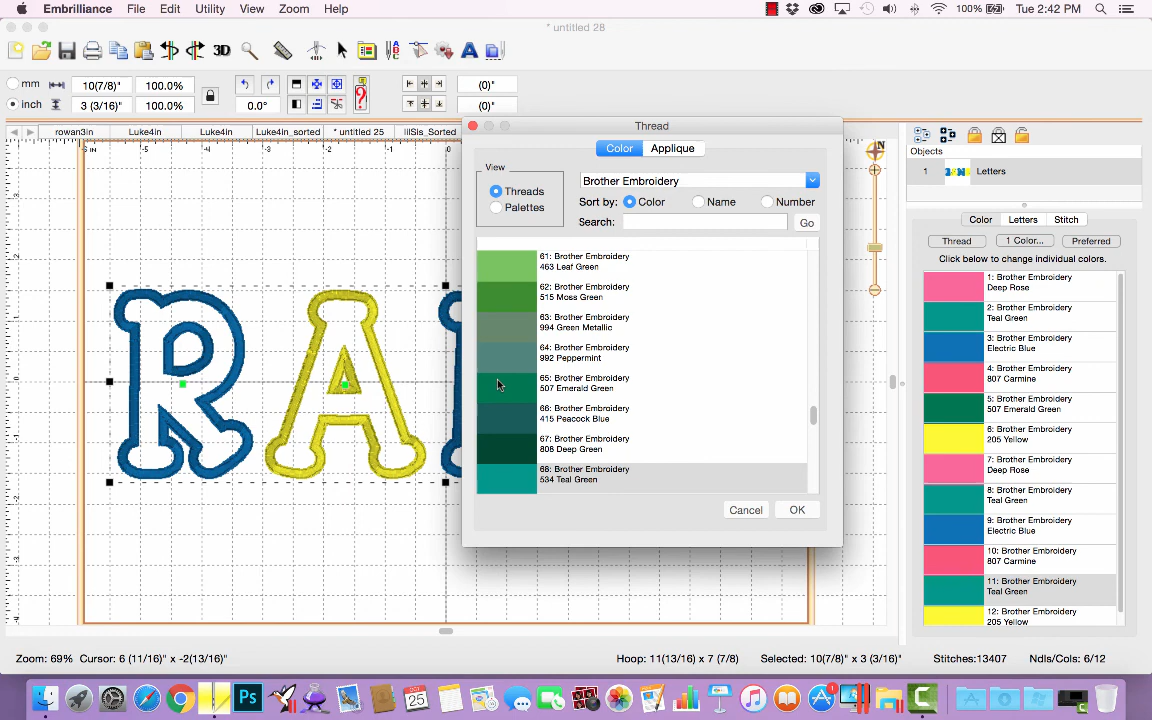 Embrilliance File Edit Utility View Zoom Help 100% Tue 2:42 PM
* untitled 28
3D
mm 10(7/8)" 100.0% (0)"
inch 3 (3/16)" 100.0% 0.0° (0)"
rowan3in Luke4in Luke4in Luke4in_sorted * untitled 25 lilSis_Sorted
Thread
Color Applique
View
Threads
Palettes
Brother Embroidery
Sort by: Color Name Number
Search: Go
61: Brother Embroidery
463 Leaf Green
62: Brother Embroidery
515 Moss Green
63: Brother Embroidery
994 Green Metallic
64: Brother Embroidery
992 Peppermint
65: Brother Embroidery
507 Emerald Green
66: Brother Embroidery
415 Peacock Blue
67: Brother Embroidery
808 Deep Green
68: Brother Embroidery
534 Teal Green
Cancel OK
RA
N
Objects
1 Letters
Color Letters Stitch
Thread 1 Color... Preferred
Click below to change individual colors.
1: Brother Embroidery
Deep Rose
2: Brother Embroidery
Teal Green
3: Brother Embroidery
Electric Blue
4: Brother Embroidery
807 Carmine
5: Brother Embroidery
507 Emerald Green
6: Brother Embroidery
205 Yellow
7: Brother Embroidery
Deep Rose
8: Brother Embroidery
Teal Green
9: Brother Embroidery
Electric Blue
10: Brother Embroidery
807 Carmine
11: Brother Embroidery
Teal Green
12: Brother Embroidery
205 Yellow
Zoom: 69% Cursor: 6 (11/16)" x -2(13/16)" Hoop: 11(13/16) x 7 (7/8) Selected: 10(7/8)" x 3 (3/16)" Stitches:13407 Ndls/Cols: 6/12